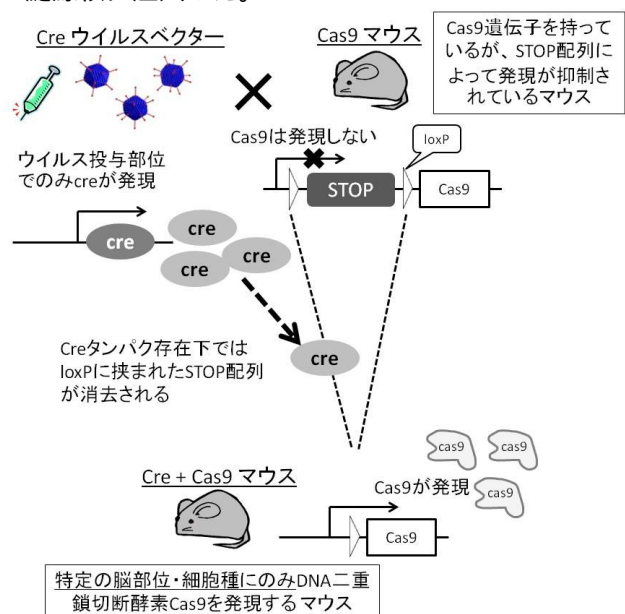 Cre ウイルスベクター
Cas9 マウス
Cas9遺伝子を持って
いるが、STOP配列に
よって発現が抑制さ
れているマウス
ウイルス投与部位
でのみcreが発現
Cas9は発現しない
loxP
STOP
Cas9
cre
cre
cre
cre
Creタンパク存在下では
loxPに挟まれたSTOP配列
が消去される
cre
Cre + Cas9 マウス
Cas9が発現
cas9
cas9
cas9
Cas9
特定の脳部位・細胞種にのみDNA二重
鎖切断酵素Cas9を発現するマウス